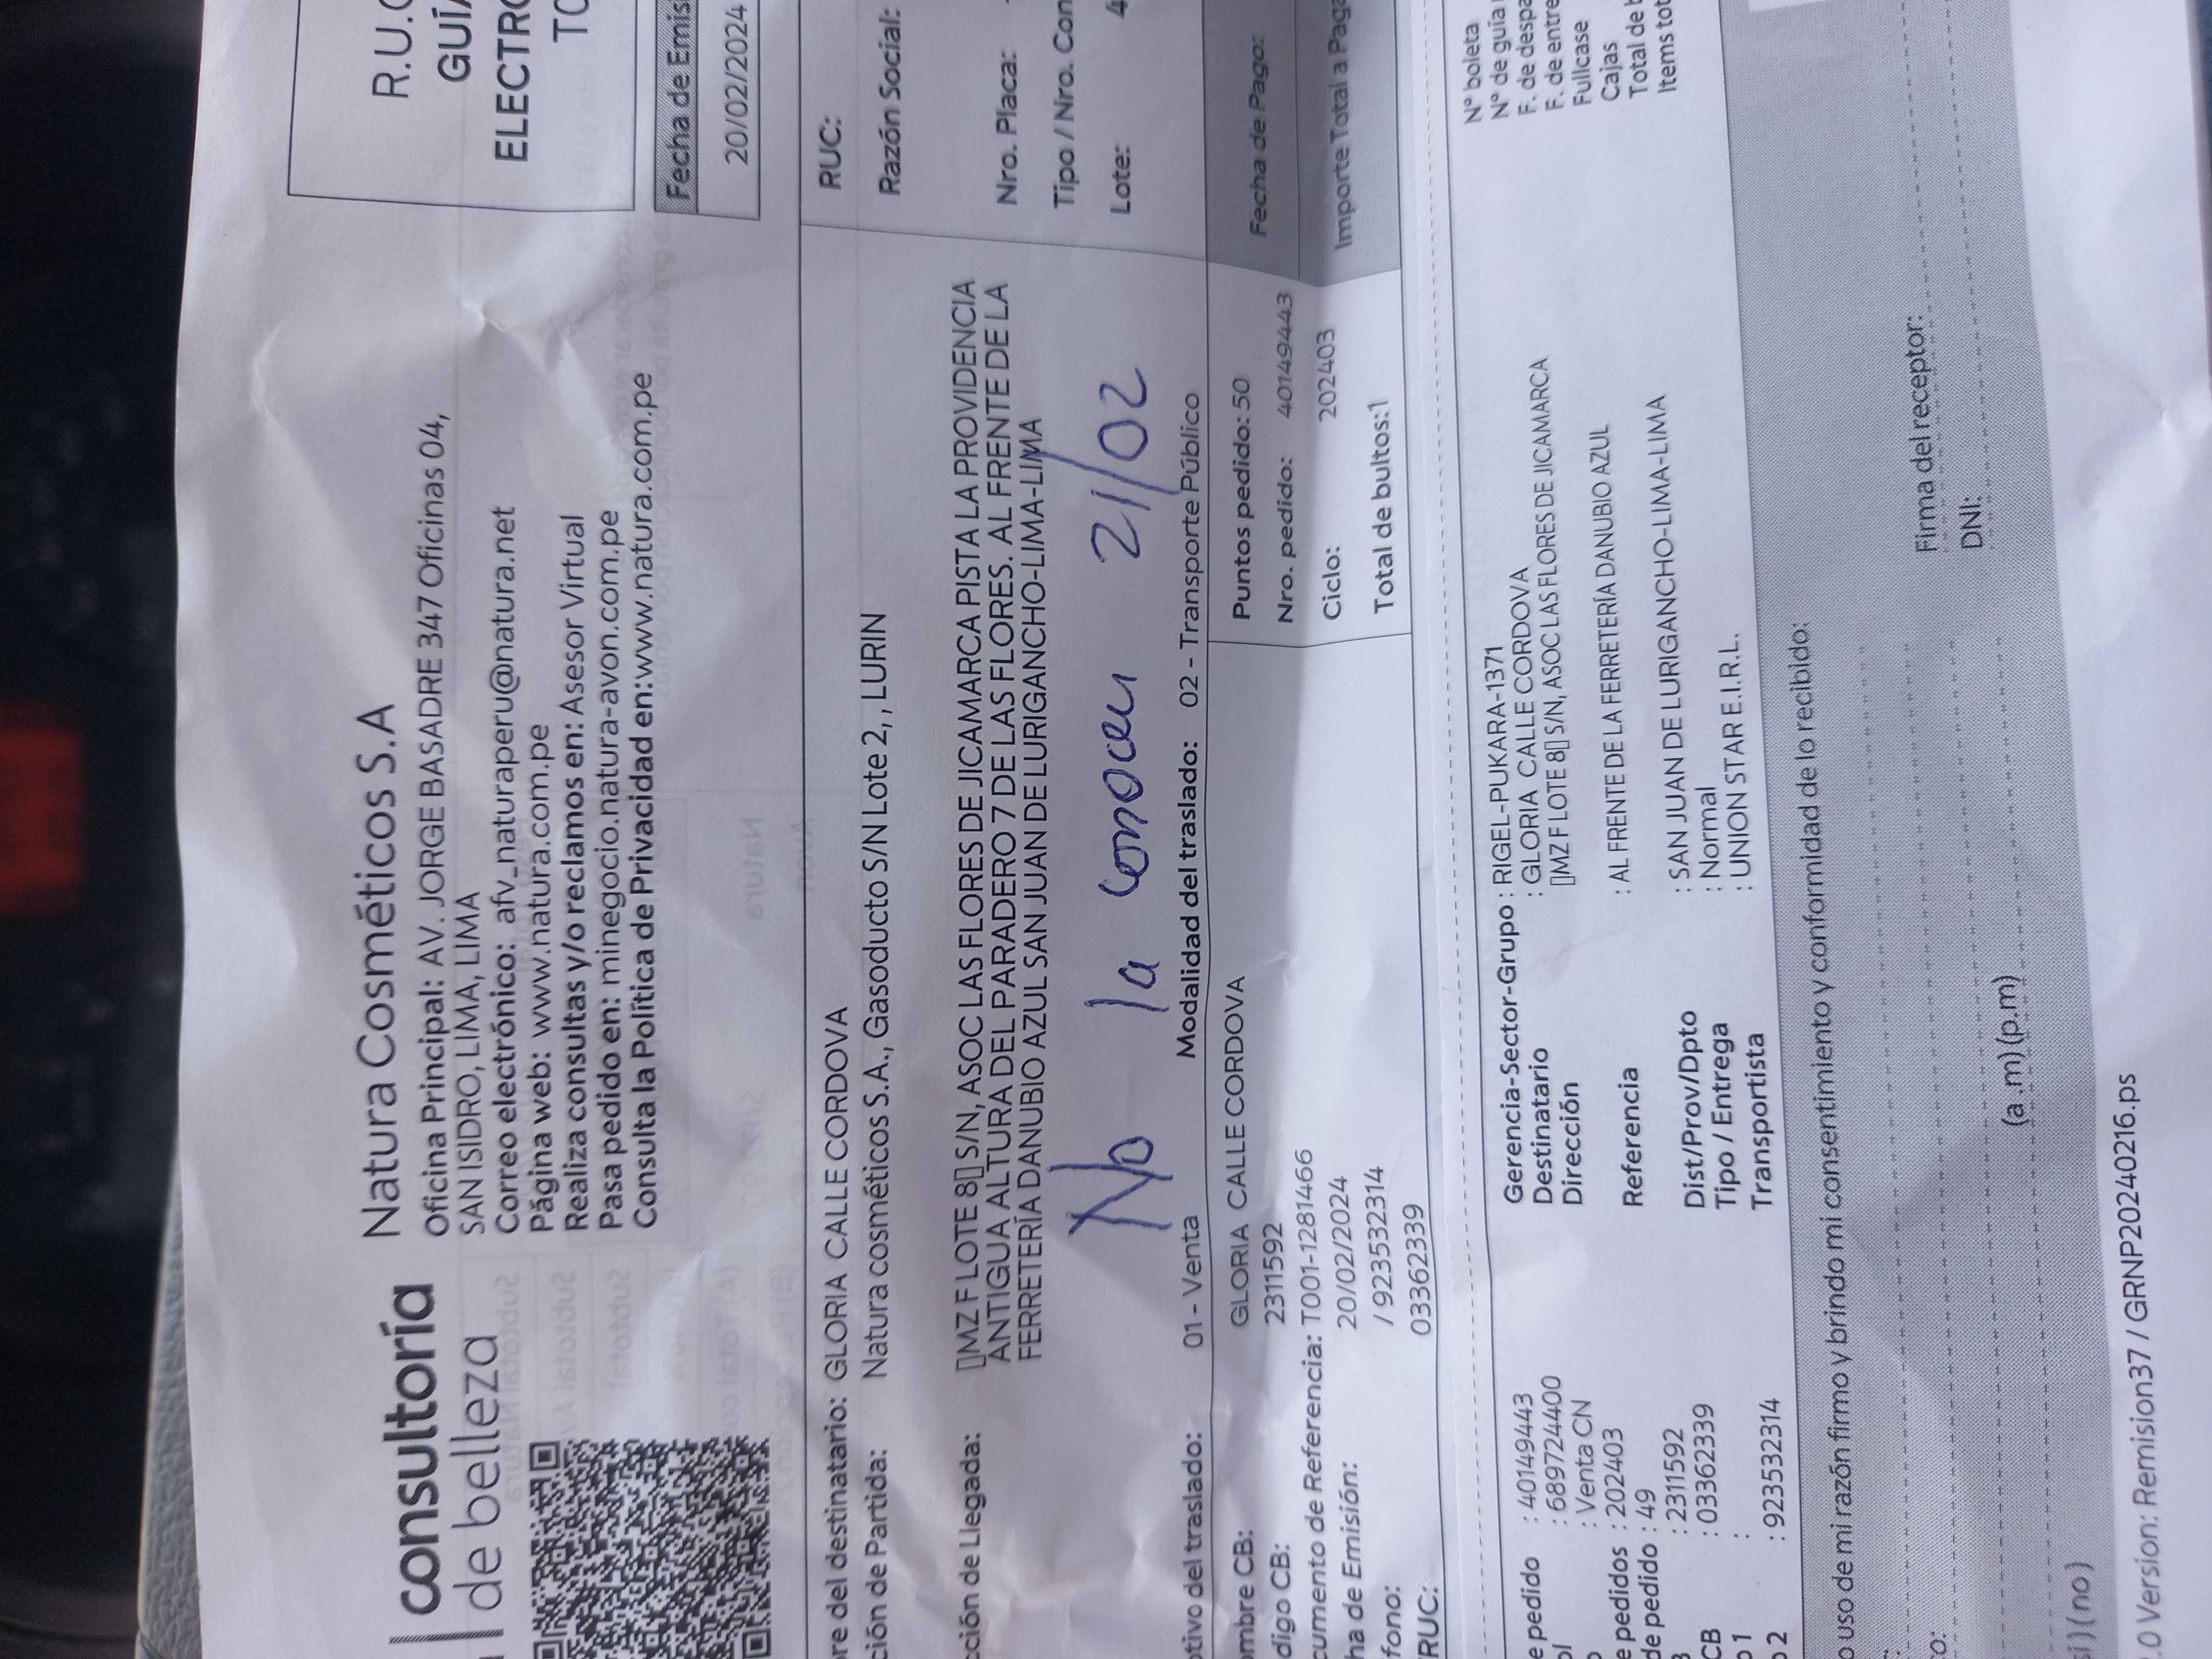 consultoría
de belleza
Natura Cosméticos S.A
Oficina Principal: AV. JORGE BASADRE 347 Oficinas 04,
SAN ISIDRO, LIMA, LIMA
Correo electrónico: afv_naturaperu@natura.net
Página web: www.natura.com.pe
Realiza consultas y/o reclamos en: Asesor Virtual
Pasa pedido en: minegocio.natura-avon.com.pe
Consulta la Política de Privacidad en:www.natura.com.pe
R.U.C
GUÍA
ELECTRO
TO
Fecha de Emis
20/02/2024
re del destinatario: GLORIA CALLE CORDOVA
RUC:
ción de Partida: Natura cosméticos S.A., Gasoducto S/N Lote 2, , LURIN
Razón Social:
cción de Llegada: MZ F LOTE 8 S/N, ASOC LAS FLORES DE JICAMARCA PISTA LA PROVIDENCIA
ANTIGUA ALTURA DEL PARADERO 7 DE LAS FLORES. AL FRENTE DE LA
FERRETERÍA DANUBIO AZUL SAN JUAN DE LURIGANCHO-LIMA-LIMA
Nro. Placa:
Tipo / Nro. Con
Lote: 4
No la conocen 21/02
otivo del traslado: 01 - Venta Modalidad del traslado: 02 - Transporte Público
ombre CB: GLORIA CALLE CORDOVA
digo CB: 2311592
cumento de Referencia: T001-1281466
ha de Emisión: 20/02/2024
fono: / 923532314
RUC: 03362339
Puntos pedido: 50
Nro. pedido: 40149443
Ciclo: 202403
Total de bultos:1
Fecha de Pago:
Importe Total a Paga
e pedido : 40149443
ol : 689724400
o : Venta CN
e pedidos : 202403
de pedido : 49
: 2311592
CB : 03362339
o 1 :
o 2 : 923532314
Gerencia-Sector-Grupo : RIGEL-PUKARA-1371
Destinatario : GLORIA CALLE CORDOVA
Dirección MZ F LOTE 8 S/N, ASOC LAS FLORES DE JICAMARCA
Referencia : AL FRENTE DE LA FERRETERÍA DANUBIO AZUL
Dist/Prov/Dpto : SAN JUAN DE LURIGANCHO-LIMA-LIMA
Tipo / Entrega : Normal
Transportista : UNION STAR E.I.R.L.
N° boleta
N° de guía
F. de despa
F. de entre
Fullcase
Cajas
Total de b
Items tot
o uso de mi razón firmo y brindo mi consentimiento y conformidad de lo recibido:
Firma del receptor:
DNI:
ro:
(a .m) (p.m)
si ) ( no )
.0 Version: Remision37 / GRNP20240216.ps